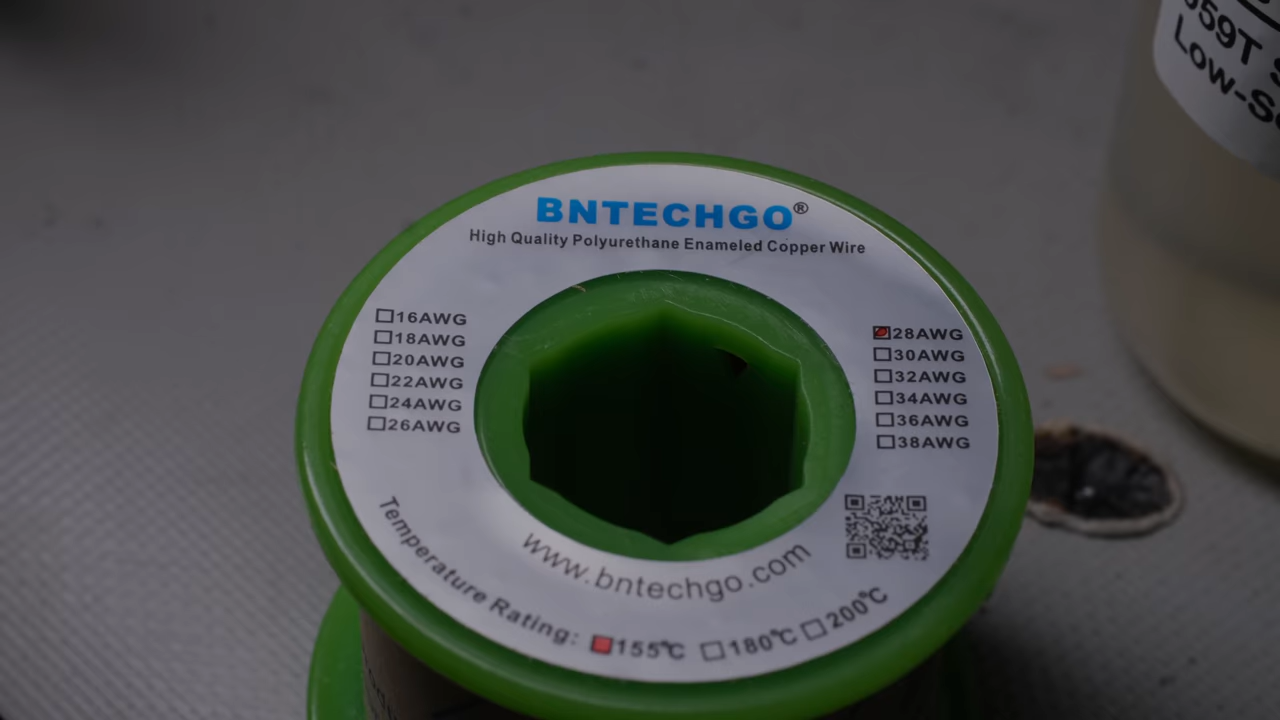 BNTECHGO®
High Quality Polyurethane Enameled Copper Wire
16AWG
18AWG
20AWG
22AWG
24AWG
26AWG
28AWG
30AWG
32AWG
34AWG
36AWG
38AWG
www.bntechgo.com
Temperature Rating: 155℃ 180℃ 200℃
59T